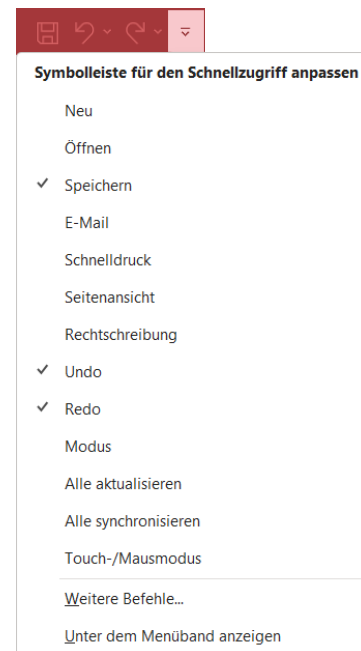 Symbolleiste für den Schnellzugriff anpassen
Neu
Öffnen
Speichern
E-Mail
Schnelldruck
Seitenansicht
Rechtschreibung
Undo
Redo
Modus
Alle aktualisieren
Alle synchronisieren
Touch-/Mausmodus
Weitere Befehle...
Unter dem Menüband anzeigen